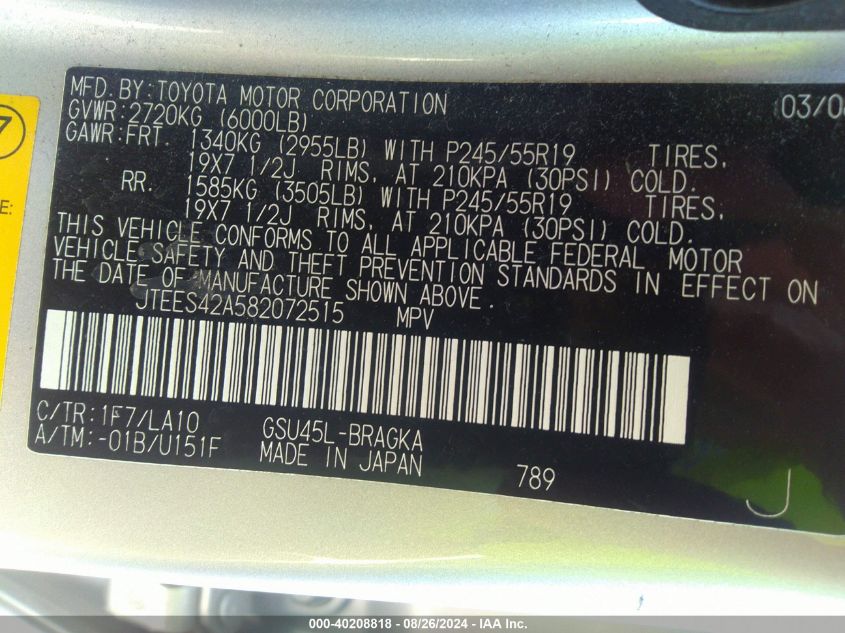 MFD. BY: TOYOTA MOTOR CORPORATION 03/08
GVWR: 2720KG (6000LB)
GAWR: FRT. 1340KG (2955LB) WITH P245/55R19 TIRES,
19X7 1/2J RIMS, AT 210KPA (30PSI) COLD.
RR. 1585KG (3505LB) WITH P245/55R19 TIRES,
19X7 1/2J RIMS, AT 210KPA (30PSI) COLD.
THIS VEHICLE CONFORMS TO ALL APPLICABLE FEDERAL MOTOR
VEHICLE SAFETY AND THEFT PREVENTION STANDARDS IN EFFECT ON
THE DATE OF MANUFACTURE SHOWN ABOVE.
JTEES42A582072515 MPV
C/TR: 1F7/LA10 GSU45L-BRAGKA
A/TM: -01B/U151F MADE IN JAPAN 789
J
7
E:
000-40208818 - 08/26/2024 - IAA Inc.